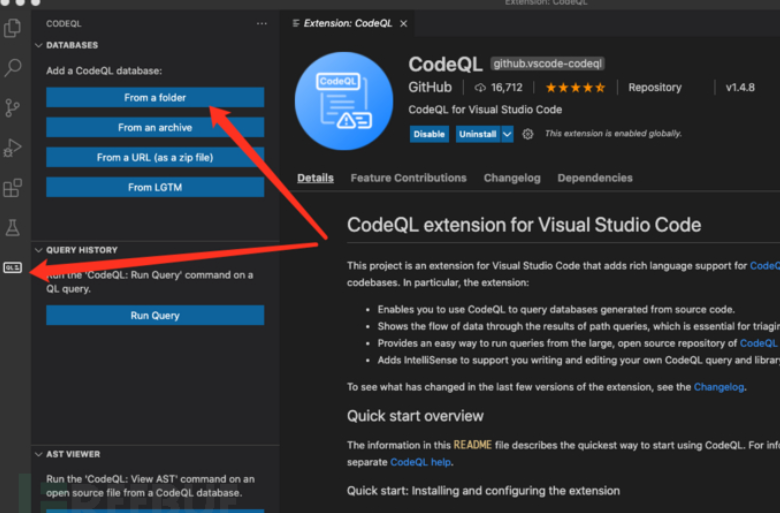 Extension: CodeQL
CODEQL
DATABASES
Add a CodeQL database:
From a folder
From an archive
From a URL (as a zip file)
From LGTM
QUERY HISTORY
Run the 'CodeQL: Run Query' command on a
QL query.
Run Query
AST VIEWER
Run the 'CodeQL: View AST' command on an
open source file from a CodeQL database.
Extension: CodeQL
CodeQL
CodeQL github.vscode-codeql
GitHub 16,712 Repository v1.4.8
CodeQL for Visual Studio Code
Disable Uninstall This extension is enabled globally.
Details Feature Contributions Changelog Dependencies
CodeQL extension for Visual Studio Code
This project is an extension for Visual Studio Code that adds rich language support for CodeQ
codebases. In particular, the extension:
• Enables you to use CodeQL to query databases generated from source code.
• Shows the flow of data through the results of path queries, which is essential for triagin
• Provides an easy way to run queries from the large, open source repository of CodeQL
• Adds IntelliSense to support you writing and editing your own CodeQL query and library
To see what has changed in the last few versions of the extension, see the Changelog.
Quick start overview
The information in this README file describes the quickest way to start using CodeQL. For info
separate CodeQL help.
Quick start: Installing and configuring the extension
QL
FREEBUF